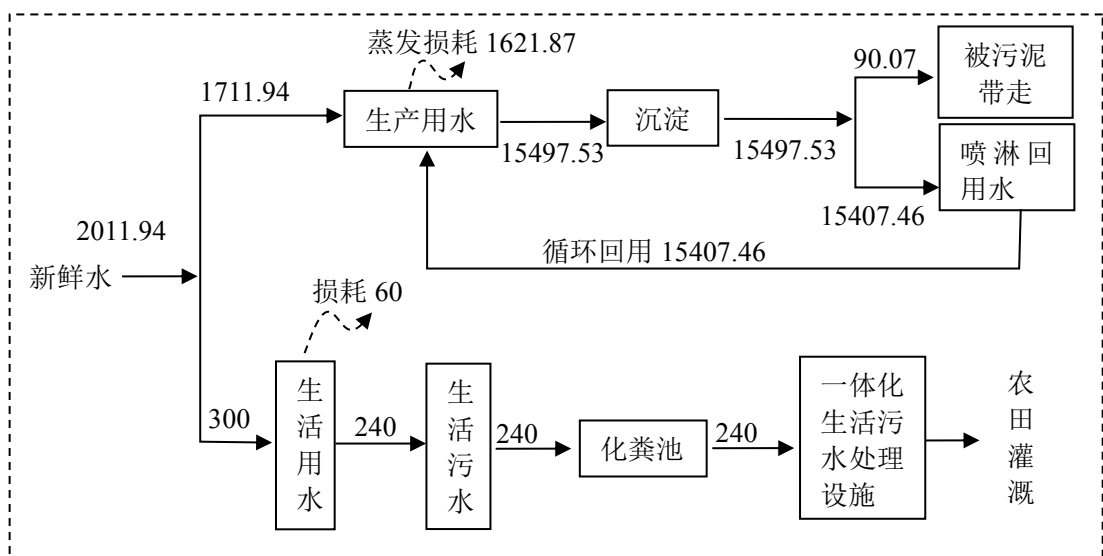 蒸发损耗 1621.87
1711.94
生产用水
15497.53
沉淀
15497.53
90.07
被污泥
带走
喷淋回
用水
15407.46
循环回用 15407.46
2011.94
新鲜水
损耗 60
300
生
活
用
水
240
生
活
污
水
240
化粪池
240
一体化
生活污
水处理
设施
农
田
灌
溉